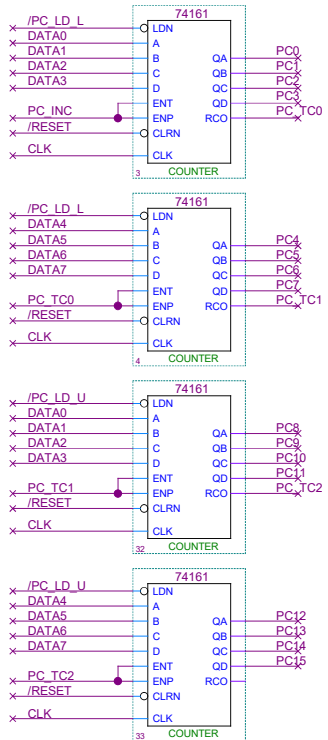 74161
/PC_LD_L LDN
DATA0 A
DATA1 B QA PC0
DATA2 C QB PC1
DATA3 D QC PC2
ENT QD PC3
PC_INC ENP RCO PC_TC0
/RESET CLRN
CLK CLK
3 COUNTER
74161
/PC_LD_L LDN
DATA4 A
DATA5 B QA PC4
DATA6 C QB PC5
DATA7 D QC PC6
ENT QD PC7
PC_TC0 ENP RCO PC_TC1
/RESET CLRN
CLK CLK
4 COUNTER
74161
/PC_LD_U LDN
DATA0 A
DATA1 B QA PC8
DATA2 C QB PC9
DATA3 D QC PC10
ENT QD PC11
PC_TC1 ENP RCO PC_TC2
/RESET CLRN
CLK CLK
32 COUNTER
74161
/PC_LD_U LDN
DATA4 A
DATA5 B QA PC12
DATA6 C QB PC13
DATA7 D QC PC14
ENT QD PC15
PC_TC2 ENP RCO
/RESET CLRN
CLK CLK
33 COUNTER